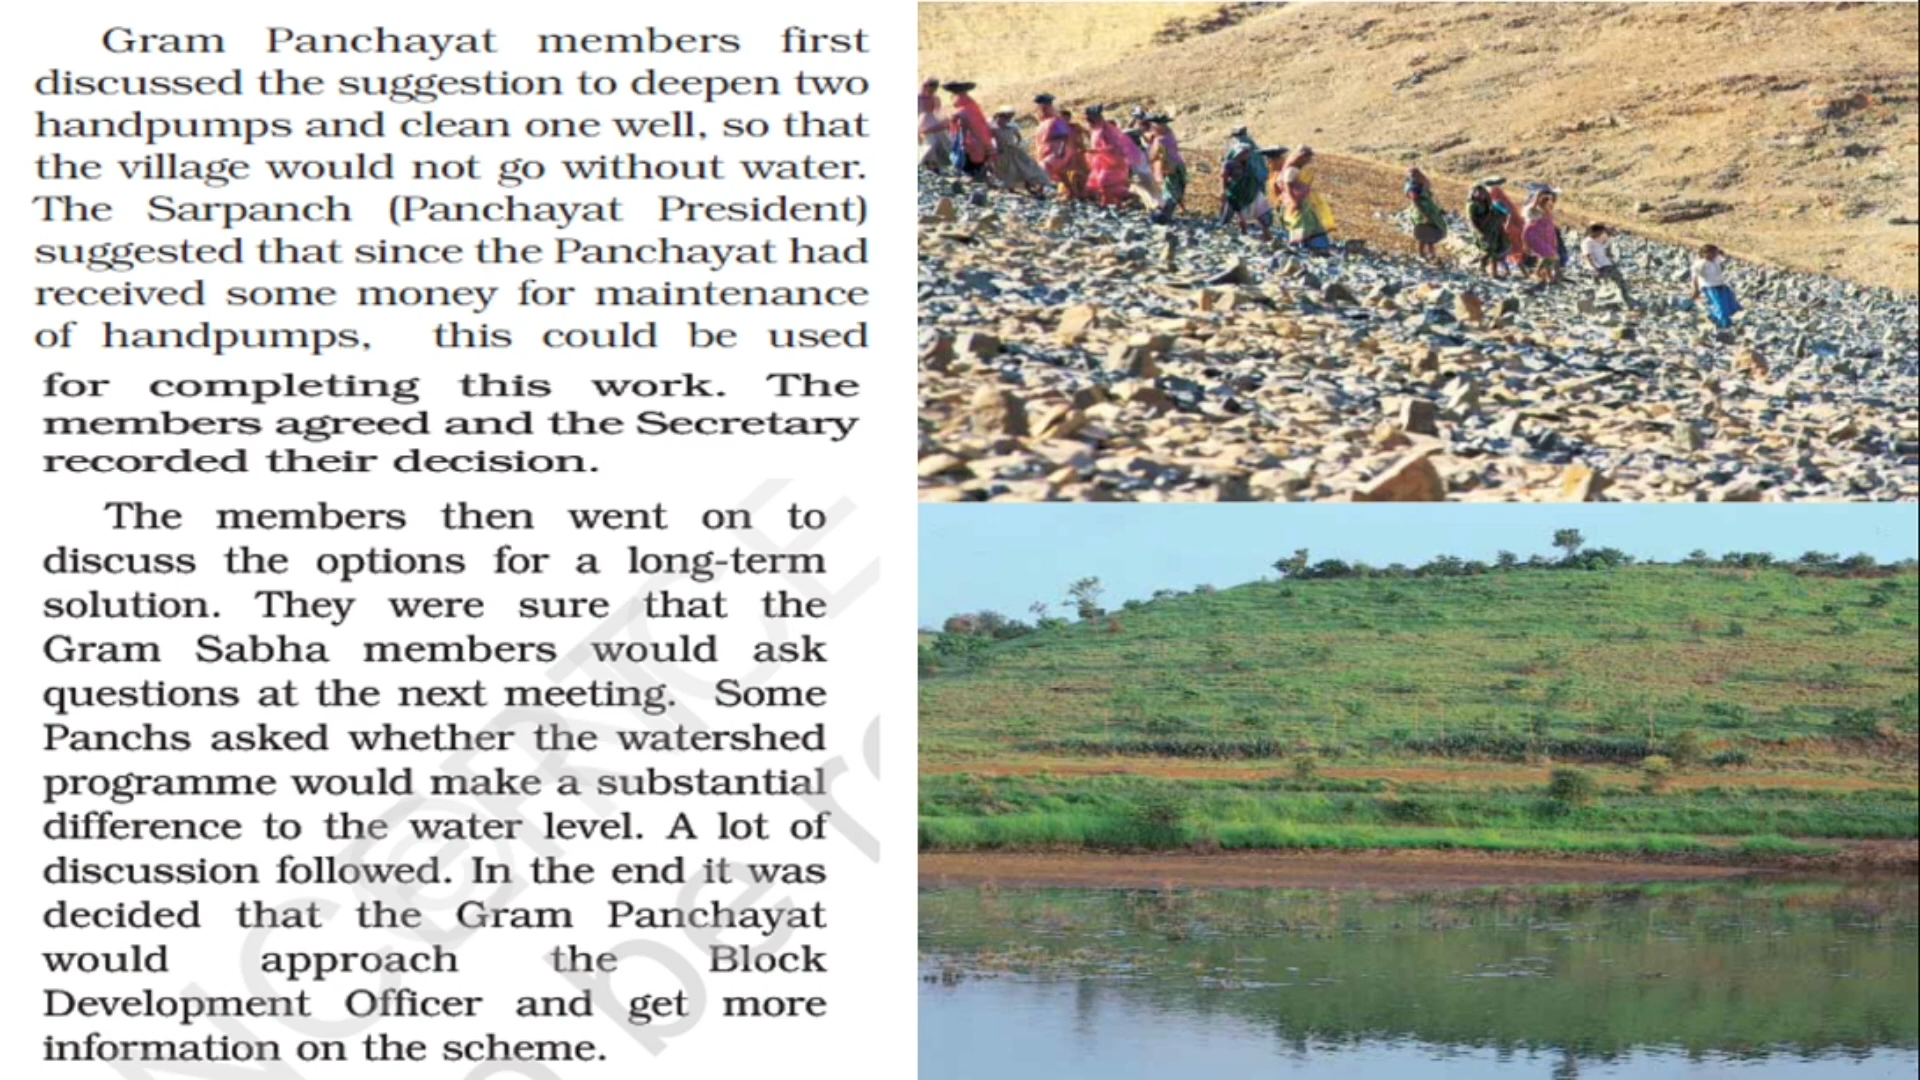 Gram Panchayat members first
discussed the suggestion to deepen two
handpumps and clean one well, so that
the village would not go without water.
The Sarpanch (Panchayat President)
suggested that since the Panchayat had
received some money for maintenance
of handpumps, this could be used
for completing this work. The
members agreed and the Secretary
recorded their decision.
The members then went on to
discuss the options for a long-term
solution. They were sure that the
Gram Sabha members would ask
questions at the next meeting. Some
Panchs asked whether the watershed
programme would make a substantial
difference to the water level. A lot of
discussion followed. In the end it was
decided that the Gram Panchayat
would approach the Block
Development Officer and get more
information on the scheme.